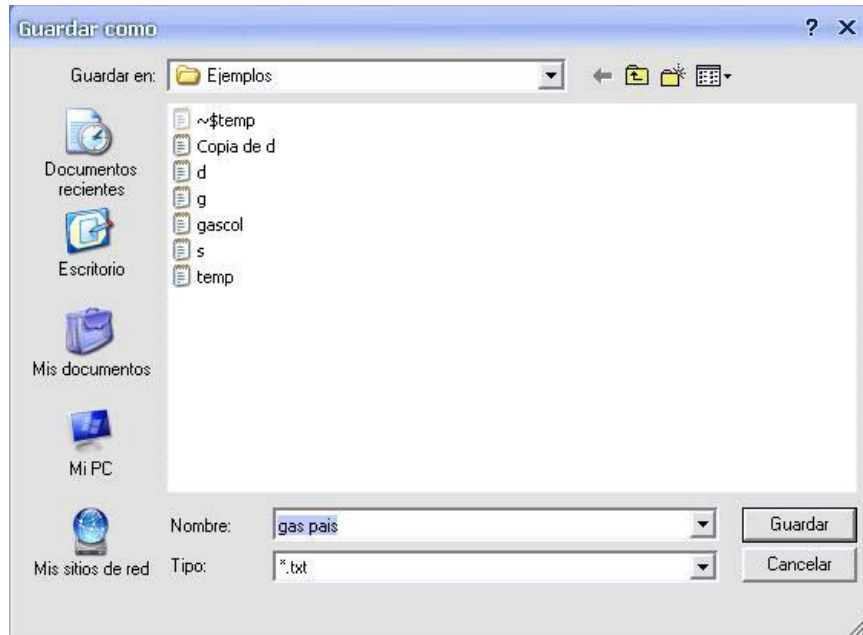 Guardar como
Guardar en: Ejemplos
~$temp
Copia de d
d
g
gascol
s
temp
Documentos recientes
Escritorio
Mis documentos
Mi PC
Mis sitios de red
Nombre: gas pais
Guardar
Tipo: *.txt
Cancelar